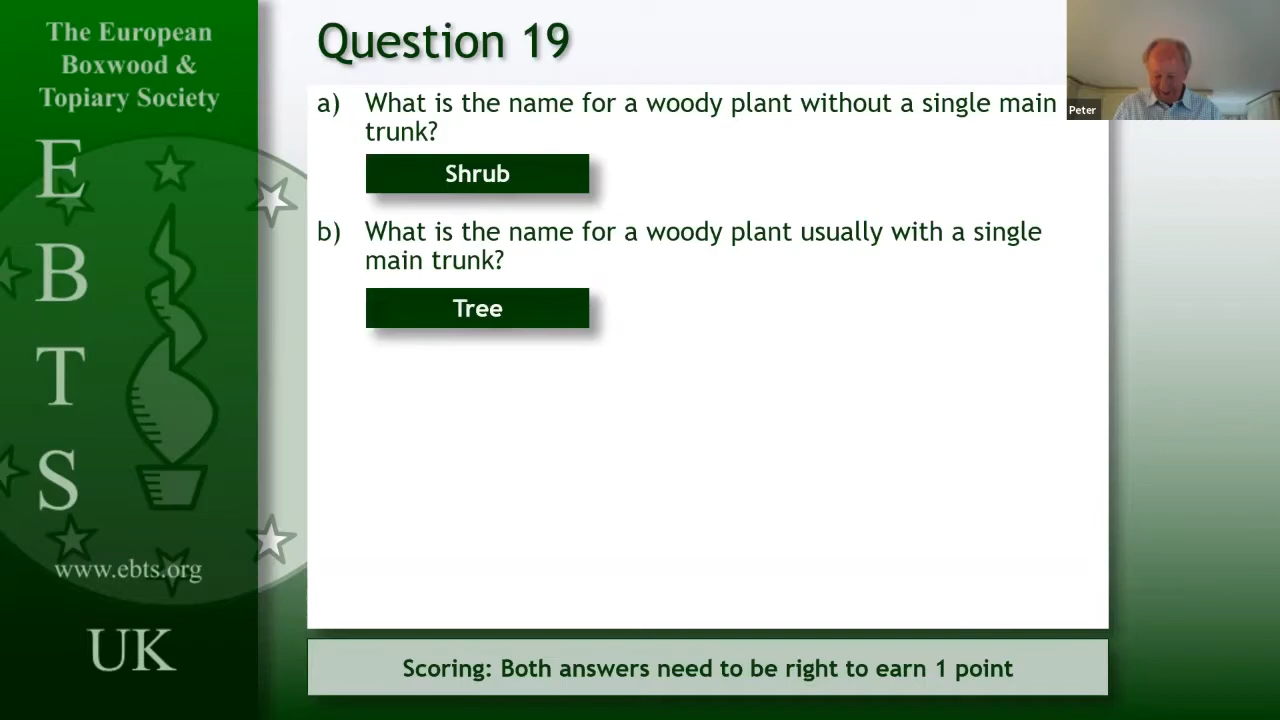 The European
Boxwood &
Topiary Society
E
B
T
S
www.ebts.org
UK
Question 19
a) What is the name for a woody plant without a single main
trunk?
Shrub
b) What is the name for a woody plant usually with a single
main trunk?
Tree
Scoring: Both answers need to be right to earn 1 point
Peter